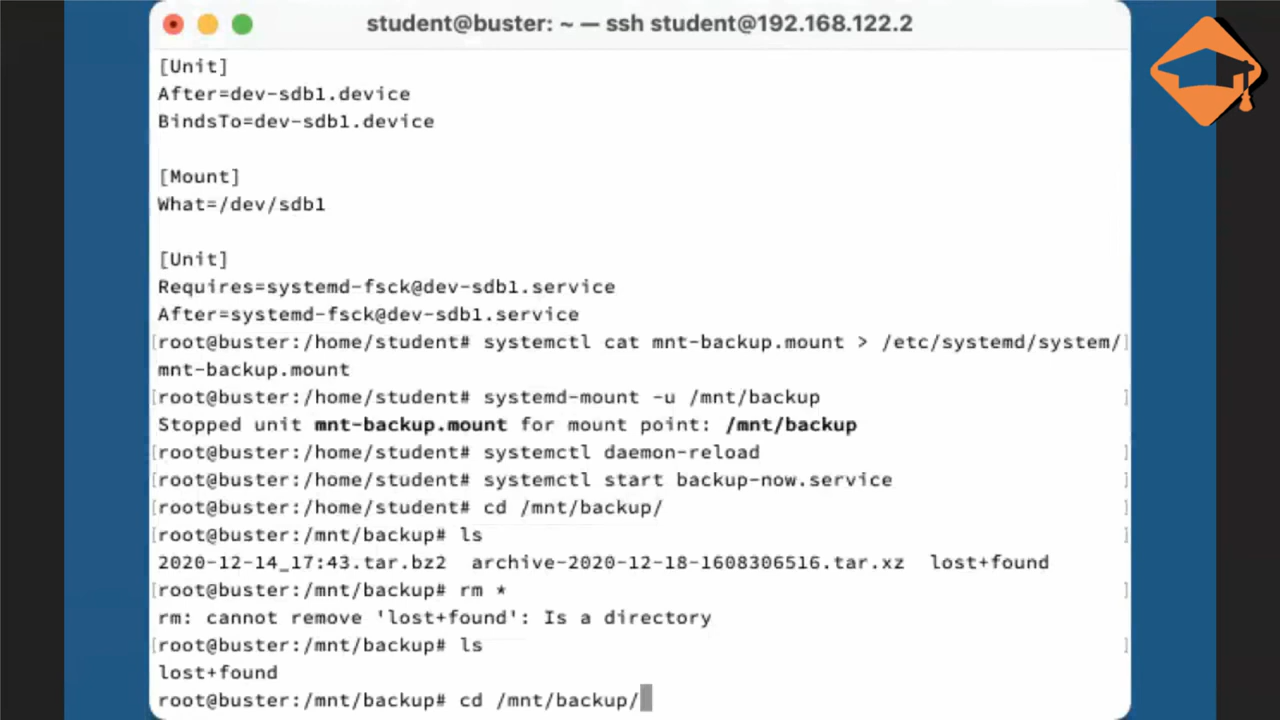 student@buster: ~ — ssh student@192.168.122.2
[Unit]
After=dev-sdb1.device
BindsTo=dev-sdb1.device
[Mount]
What=/dev/sdb1
[Unit]
Requires=systemd-fsck@dev-sdb1.service
After=systemd-fsck@dev-sdb1.service
[root@buster:/home/student# systemctl cat mnt-backup.mount > /etc/systemd/system/]
mnt-backup.mount
[root@buster:/home/student# systemd-mount -u /mnt/backup ]
Stopped unit mnt-backup.mount for mount point: /mnt/backup
[root@buster:/home/student# systemctl daemon-reload ]
[root@buster:/home/student# systemctl start backup-now.service ]
[root@buster:/home/student# cd /mnt/backup/ ]
[root@buster:/mnt/backup# ls ]
2020-12-14_17:43.tar.bz2  archive-2020-12-18-1608306516.tar.xz  lost+found
[root@buster:/mnt/backup# rm * ]
rm: cannot remove 'lost+found': Is a directory
[root@buster:/mnt/backup# ls ]
lost+found
root@buster:/mnt/backup# cd /mnt/backup/